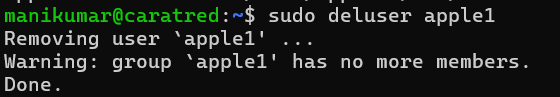 manikumar@caratred:~$ sudo deluser apple1
Removing user `apple1' ...
Warning: group `apple1' has no more members.
Done.